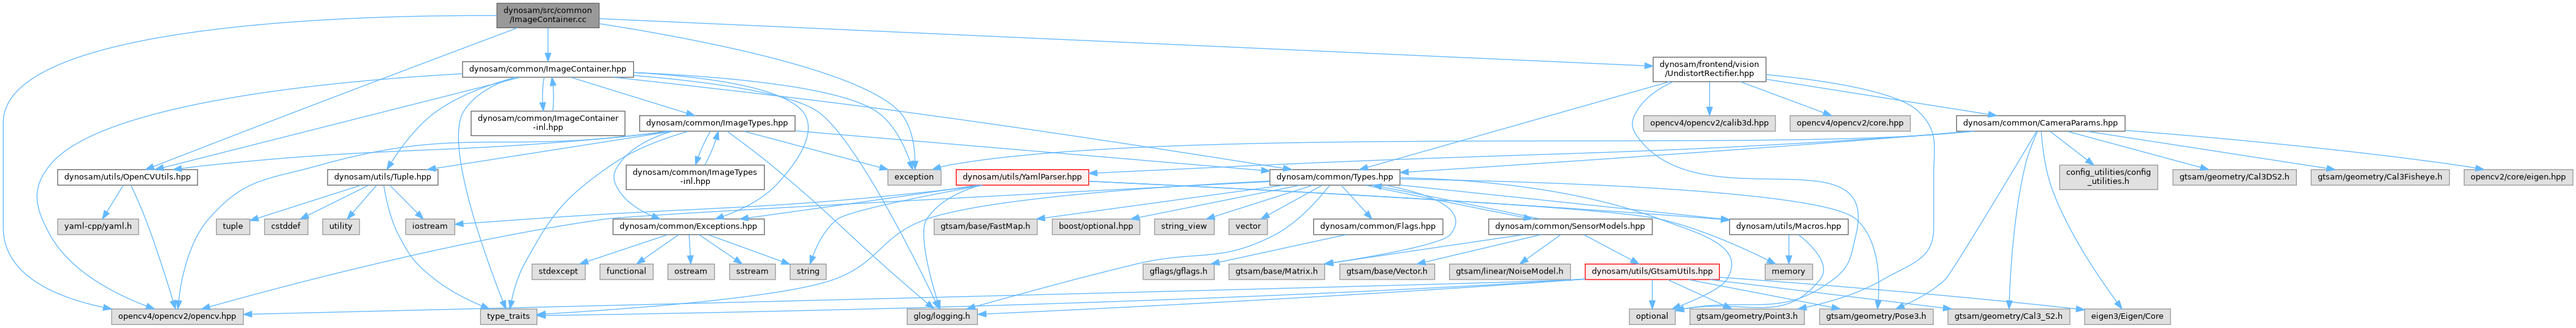 dynosam/src/common
/ImageContainer.cc
dynosam/common/ImageContainer.hpp
dynosam/frontend/vision
/UndistortRectifier.hpp
dynosam/common/ImageContainer
-inl.hpp
dynosam/common/ImageTypes.hpp
opencv4/opencv2/calib3d.hpp
opencv4/opencv2/core.hpp
dynosam/common/CameraParams.hpp
dynosam/utils/OpenCVUtils.hpp
dynosam/utils/Tuple.hpp
dynosam/common/ImageTypes
-inl.hpp
exception
dynosam/utils/YamlParser.hpp
dynosam/common/Types.hpp
config_utilities/config
_utilities.h
gtsam/geometry/Cal3DS2.h
gtsam/geometry/Cal3Fisheye.h
opencv2/core/eigen.hpp
yaml-cpp/yaml.h
tuple
cstddef
utility
iostream
dynosam/common/Exceptions.hpp
gtsam/base/FastMap.h
boost/optional.hpp
string_view
vector
dynosam/common/Flags.hpp
dynosam/common/SensorModels.hpp
dynosam/utils/Macros.hpp
stdexcept
functional
ostream
sstream
string
gflags/gflags.h
gtsam/base/Matrix.h
gtsam/base/Vector.h
gtsam/linear/NoiseModel.h
dynosam/utils/GtsamUtils.hpp
memory
opencv4/opencv2/opencv.hpp
type_traits
glog/logging.h
optional
gtsam/geometry/Point3.h
gtsam/geometry/Pose3.h
gtsam/geometry/Cal3_S2.h
eigen3/Eigen/Core